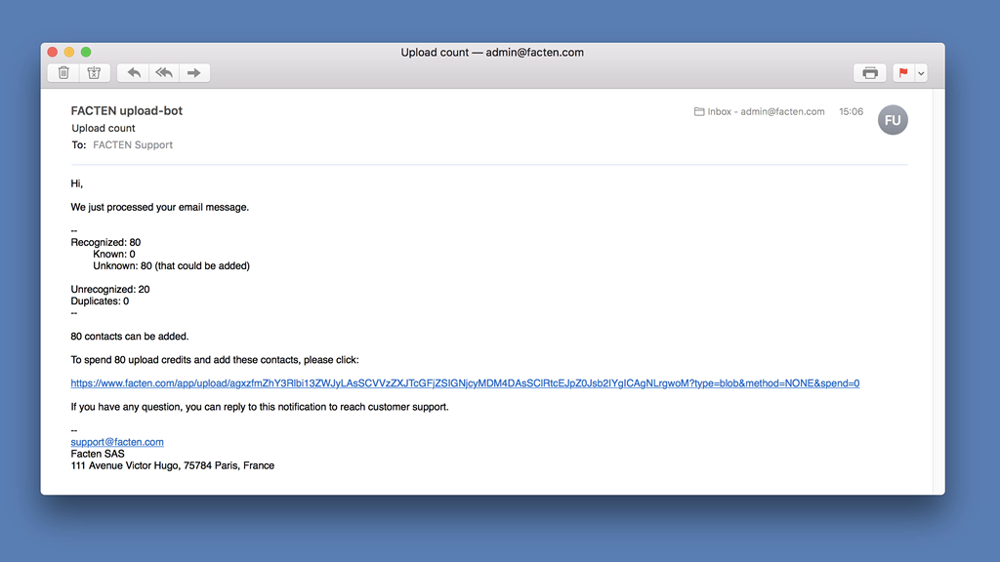 Upload count — admin@facten.com
FACTEN upload-bot
Inbox - admin@facten.com 15:06
FU
Upload count
To: FACTEN Support
Hi,
We just processed your email message.
--
Recognized: 80
Known: 0
Unknown: 80 (that could be added)
Unrecognized: 20
Duplicates: 0
--
80 contacts can be added.
To spend 80 upload credits and add these contacts, please click:
https://www.facten.com/app/upload/agxzfmZhY3Rlbi13ZWJyLAsSCVVzZXJTcGFjZSIGNjcyMDM4DAsSClRtcEJpZ0Jsb2IYgICAgNLrgwoM?type=blob&method=NONE&spend=0
If you have any question, you can reply to this notification to reach customer support.
--
support@facten.com
Facten SAS
111 Avenue Victor Hugo, 75784 Paris, France